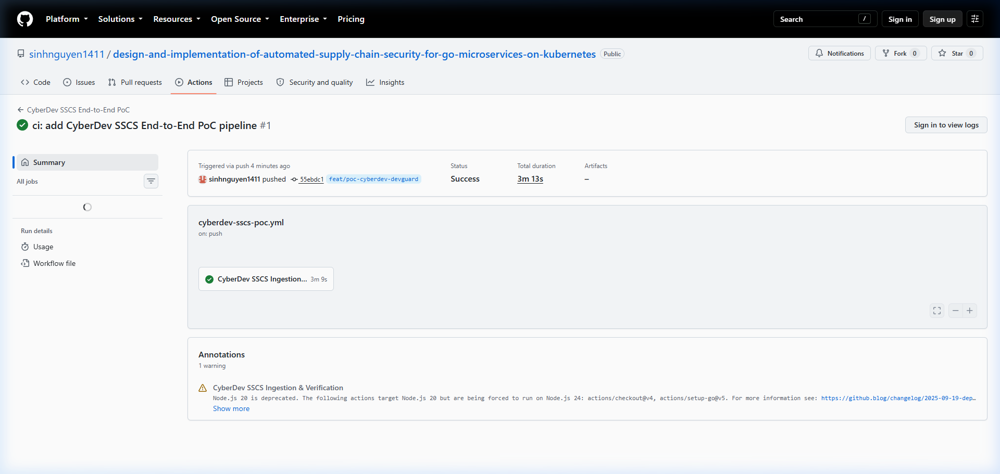 Platform Solutions Resources Open Source Enterprise Pricing Search / Sign in Sign up
sinhnguyen1411 / design-and-implementation-of-automated-supply-chain-security-for-go-microservices-on-kubernetes Public Notifications Fork 0 Star 0
Code Issues Pull requests Actions Projects Security and quality Insights
CyberDev SSCS End-to-End PoC
ci: add CyberDev SSCS End-to-End PoC pipeline #1
Sign in to view logs
Summary
All jobs
Run details
Usage
Workflow file
Triggered via push 4 minutes ago
sinhnguyen1411 pushed 55ebdc1 feat/poc-cyberdev-devguard
Status
Success
Total duration
3m 13s
Artifacts
–
cyberdev-sscs-poc.yml
on: push
CyberDev SSCS Ingestion... 3m 9s
Annotations
1 warning
CyberDev SSCS Ingestion & Verification
Node.js 20 is deprecated. The following actions target Node.js 20 but are being forced to run on Node.js 24: actions/checkout@v4, actions/setup-go@v5. For more information see: https://github.blog/changelog/2025-09-19-dep…
Show more